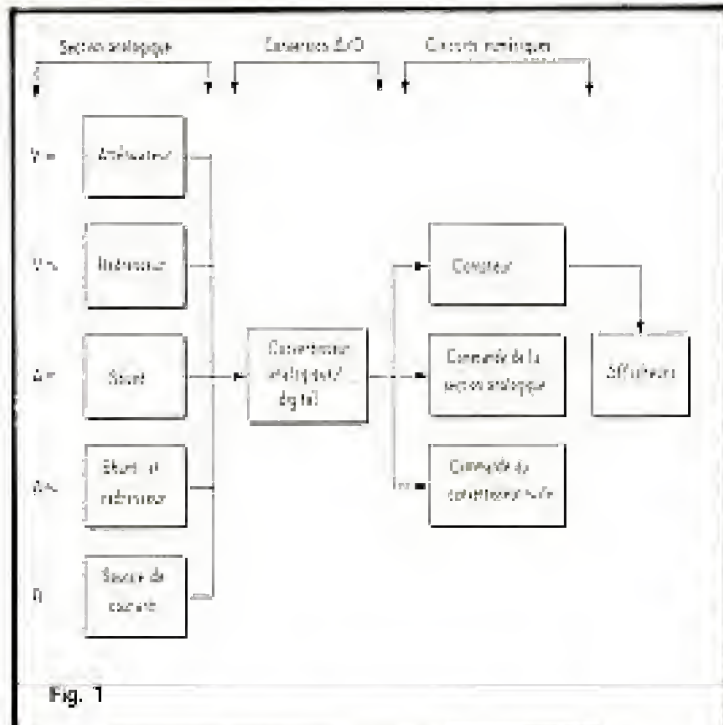 Section analogique
Conversion A/D
Circuits numériques
V =
Atténuateur
V ~
Redresseur
Compteur
A =
Shunt
Convertisseur
analogique/
digital
Commande de la
section analogique
Afficheurs
A ~
Shunt et
redresseur
Commande du
convertisseur
Source de
courant
Fig. 1